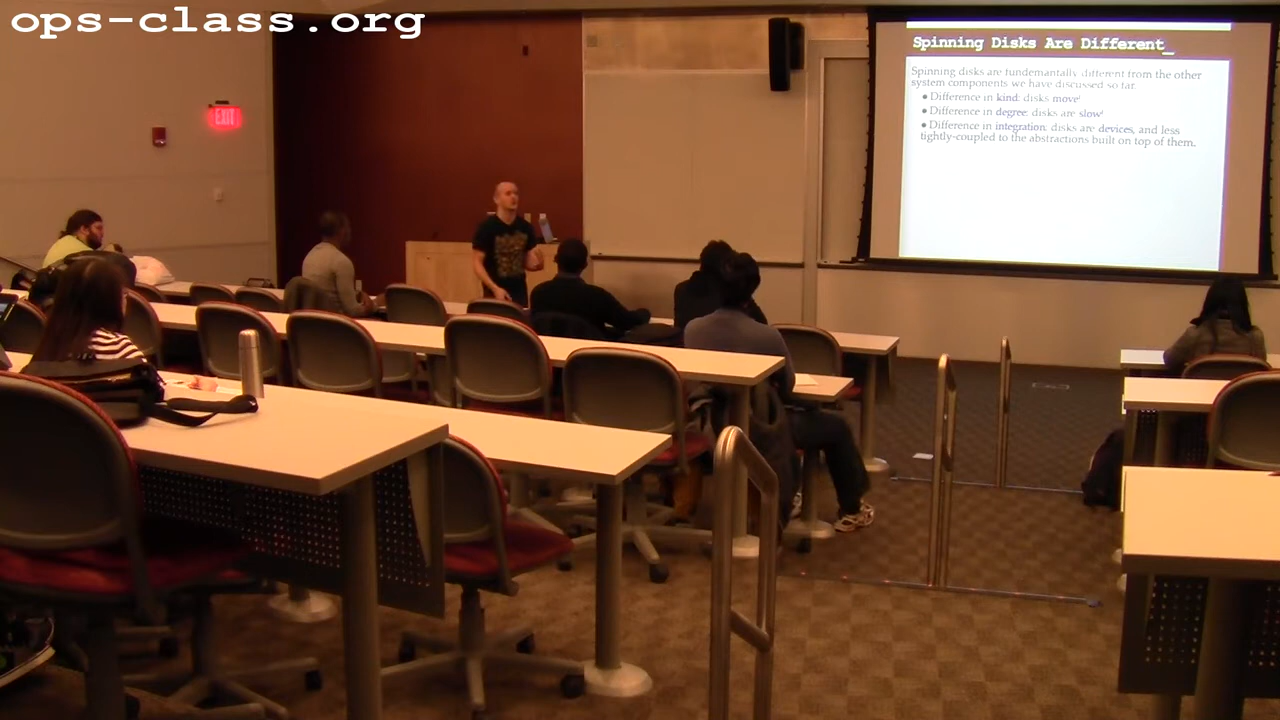 ops-class.org
EXIT
Spinning Disks Are Different_
Spinning disks are fundemantally different from the other
system components we have discussed so far.
● Difference in kind: disks move!
● Difference in degree: disks are slow!
● Difference in integration: disks are devices, and less
tightly-coupled to the abstractions built on top of them.